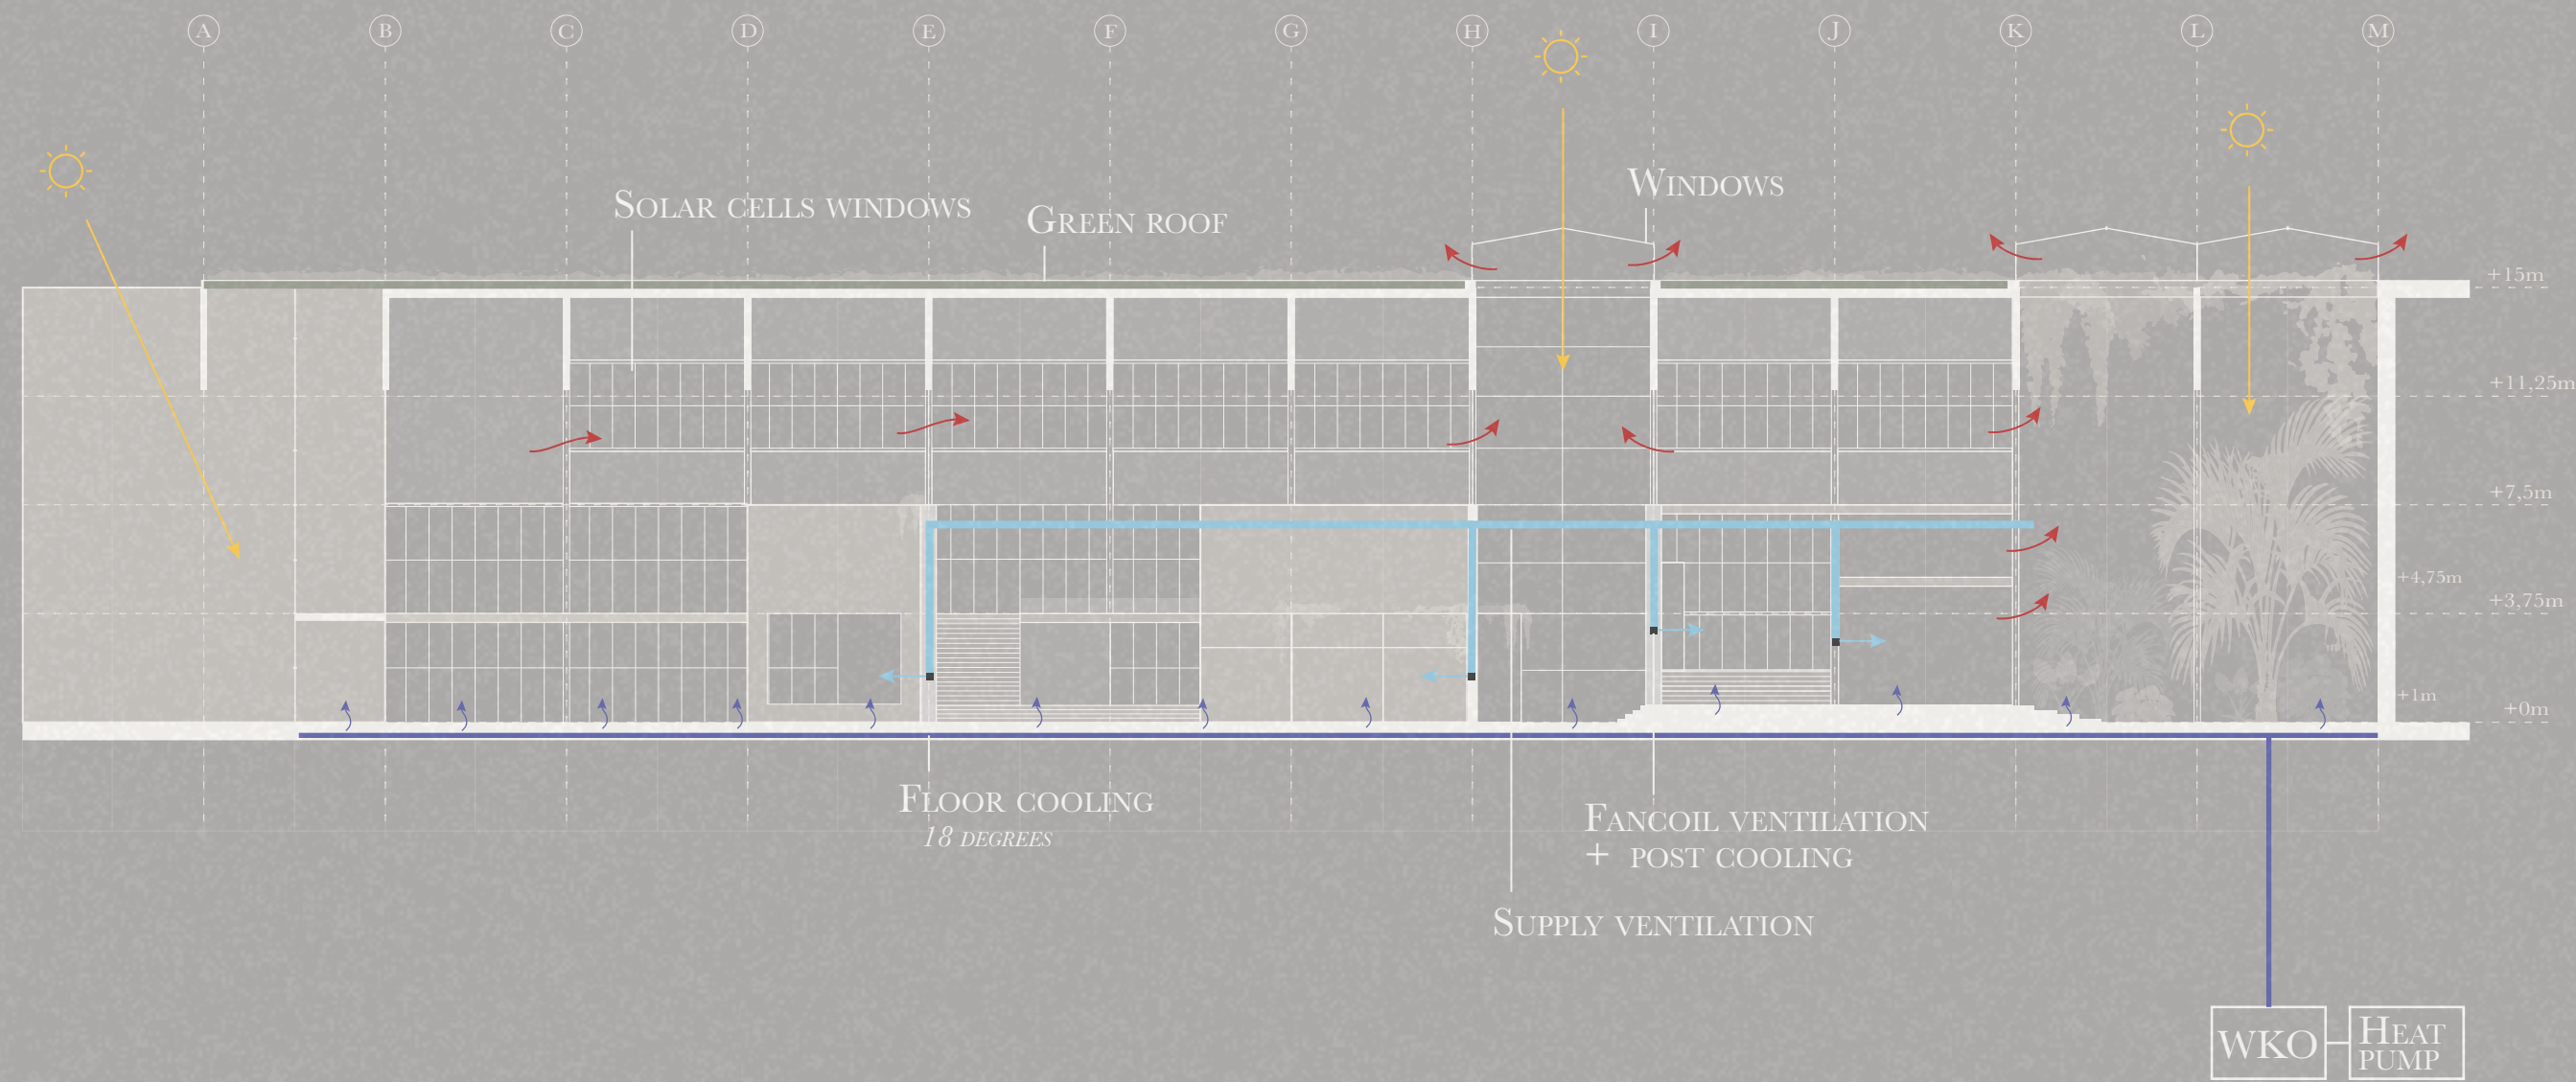 A B C D E F G H I J K L M
Windows
Solar cells windows
Green roof
+15m
+11,25m
+7,5m
+4,75m
+3,75m
+1m
+0m
Floor cooling
18 degrees
Fancoil ventilation
+ post cooling
Supply ventilation
WKO
Heat
pump